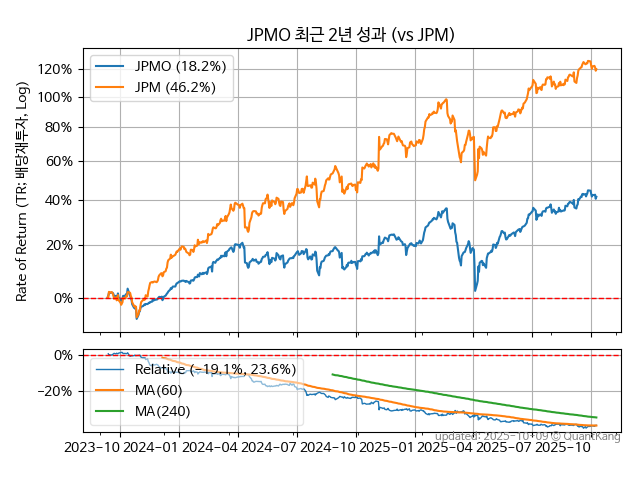 JPMO 최근 2년 성과 (vs JPM)
Rate of Return (TR: 배당재투자, Log)
JPMO (18.2%)
JPM (46.2%)
120%
100%
80%
60%
40%
20%
0%
0%
−20%
Relative (−19.1%, 23.6%)
MA(60)
MA(240)
2023−10 2024−01 2024−04 2024−07 2024−10 2025−01 2025−04 2025−07 2025−10
updated: 2025−10−09 © QuantKang